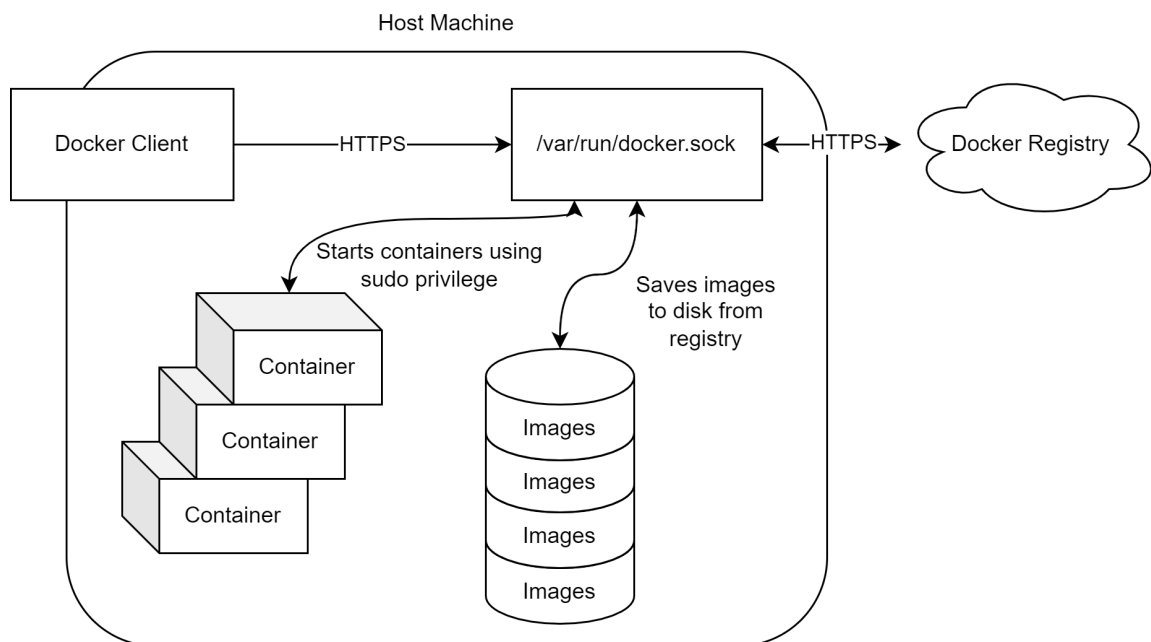 Host Machine
Docker Client
HTTPS
/var/run/docker.sock
HTTPS
Docker Registry
Starts containers using
sudo privilege
Saves images
to disk from
registry
Container
Container
Container
Images
Images
Images
Images